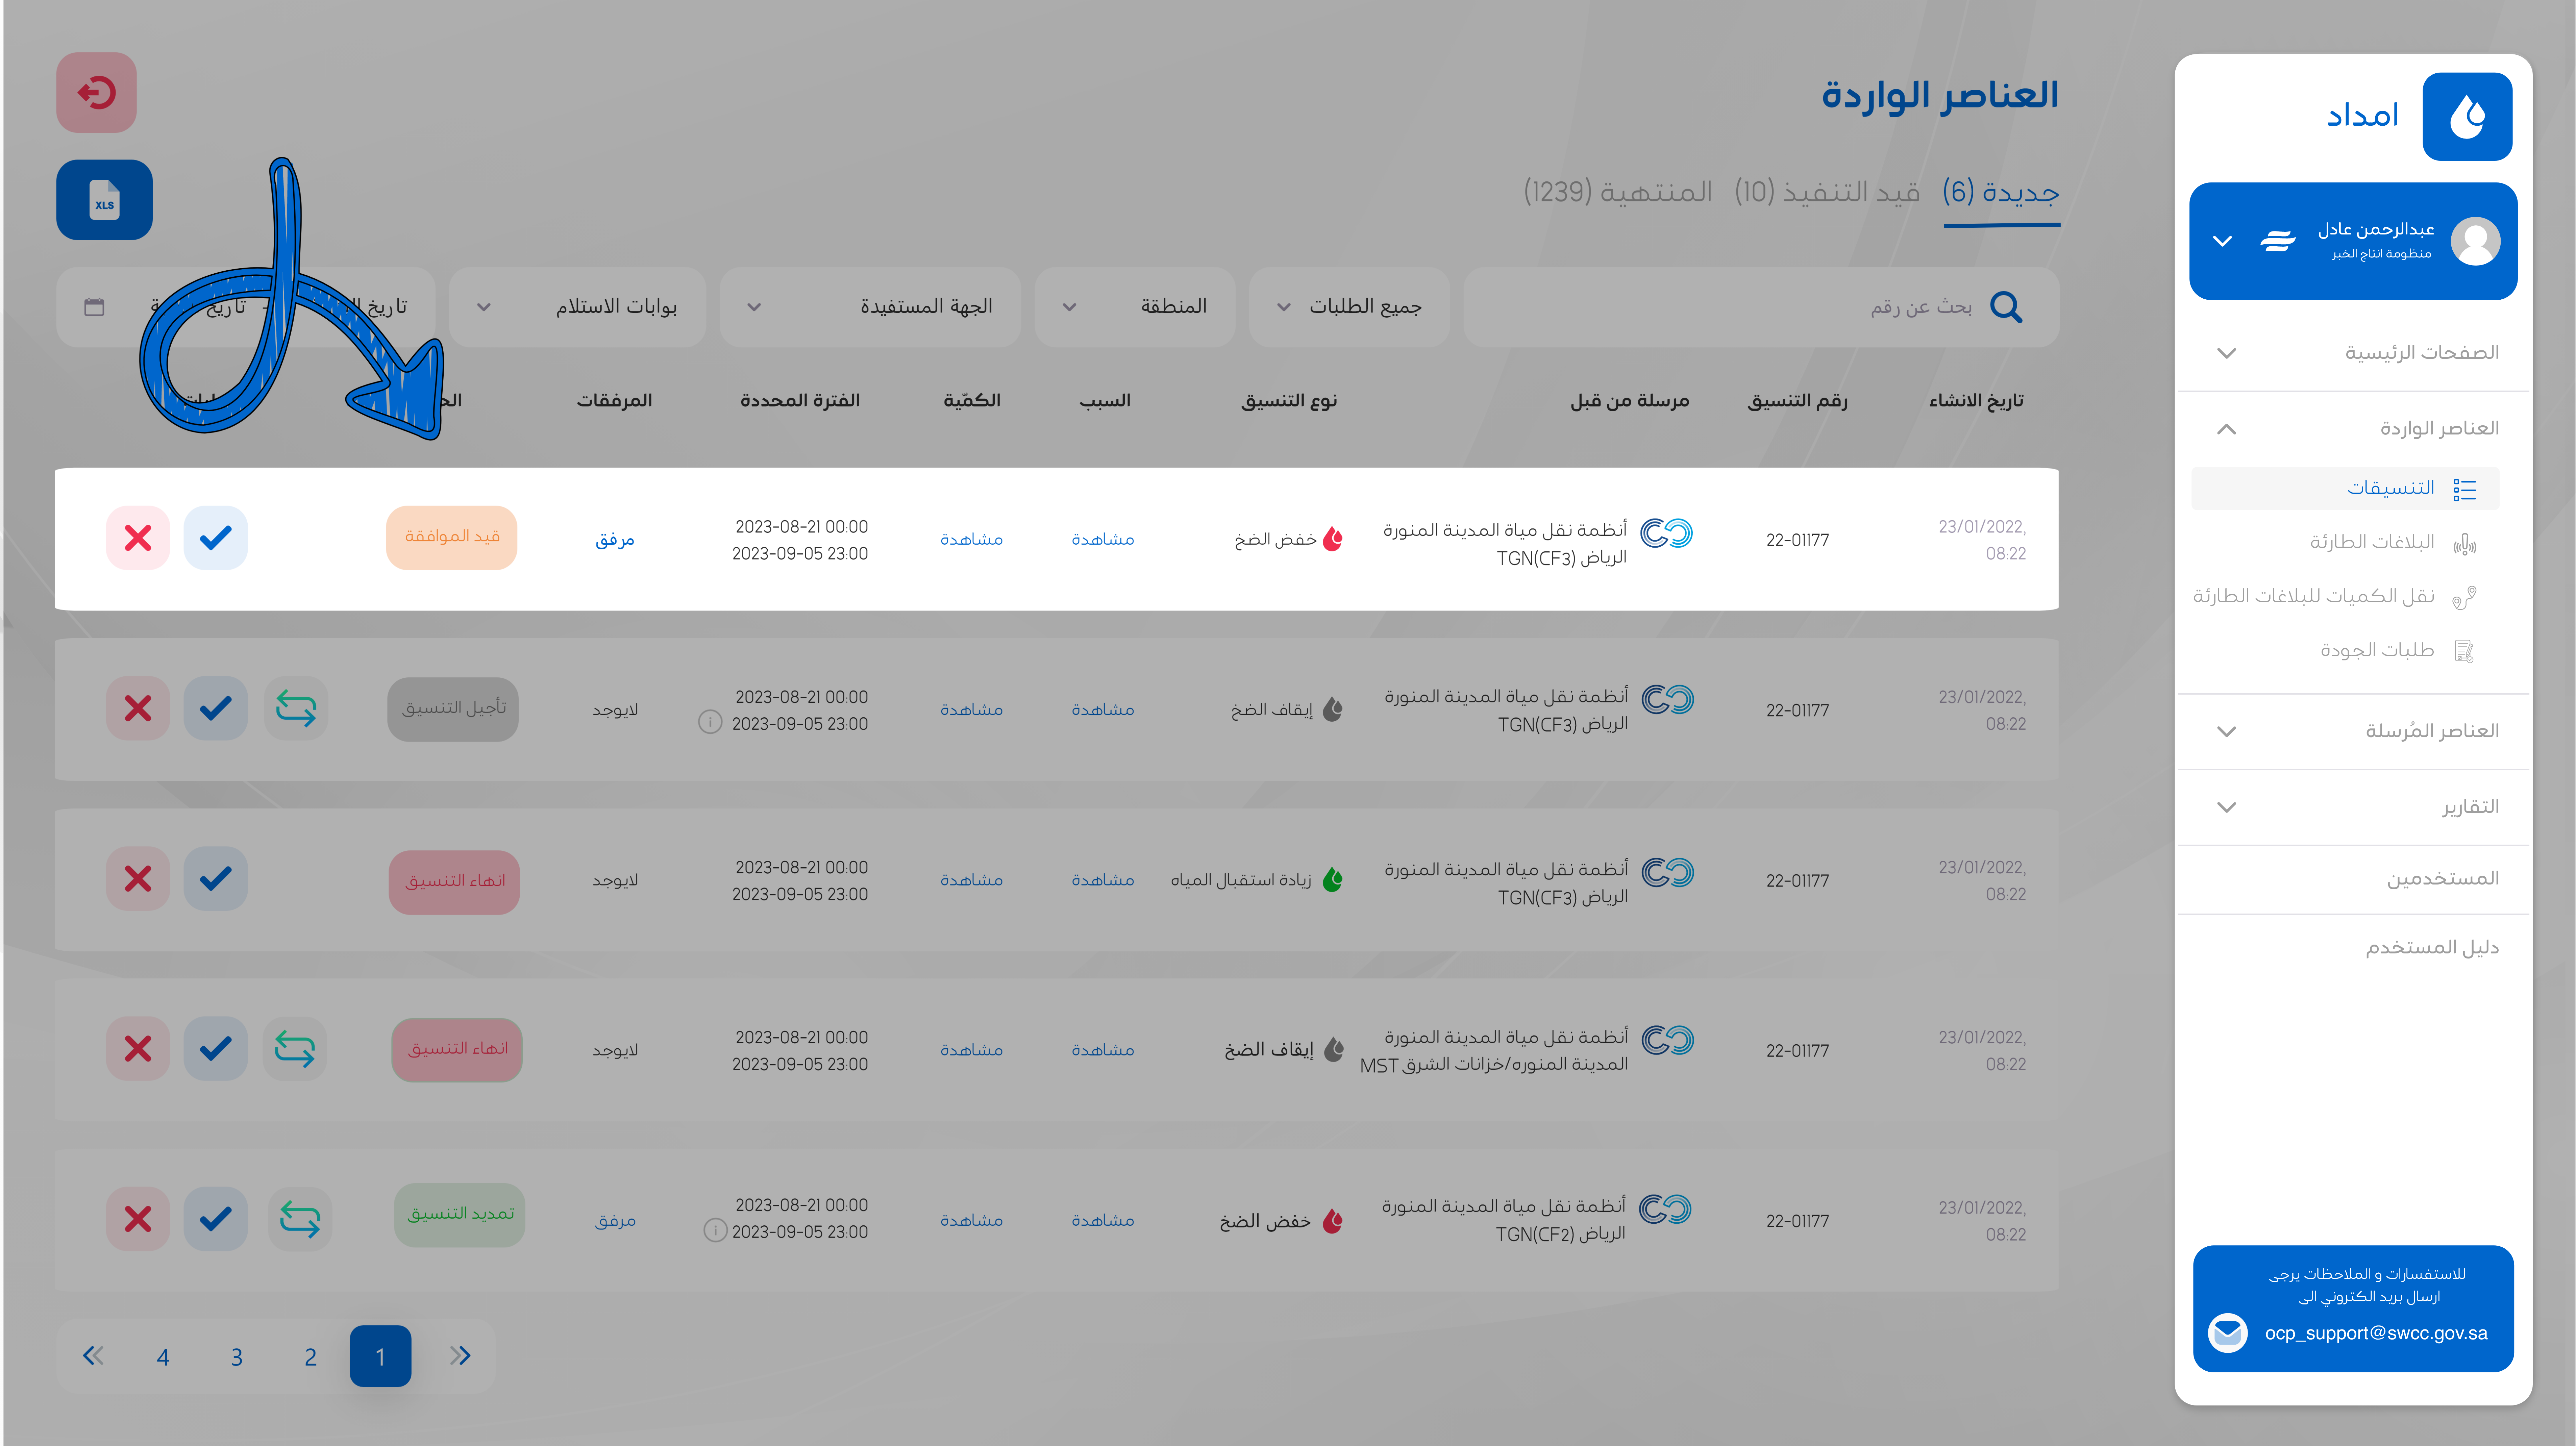 امداد
عبدالرحمن عادل
منظومة انتاج الخبر
الصفحات الرئيسية
العناصر الواردة
التنسيقات
البلاغات الطارئة
نقل الكميات للبلاغات الطارئة
طلبات الجودة
العناصر المُرسلة
التقارير
المستخدمين
دليل المستخدم
للاستفسارات و الملاحظات يرجى
ارسال بريد الكتروني الى
ocp_support@swcc.gov.sa
العناصر الواردة
جديدة (6) قيد التنفيذ (10) المنتهية (1239)
XLS
بحث عن رقم جميع الطلبات المنطقة الجهة المستفيدة بوابات الاستلام تاريخ - تاريخ
تاريخ الانشاء رقم التنسيق مرسلة من قبل نوع التنسيق السبب الكمّية الفترة المحددة المرفقات
23/01/2022,
08:22
22-01177
أنظمة نقل مياة المدينة المنورة
الرياض TGN(CF3)
خفض الضخ
مشاهدة
مشاهدة
2023-08-21 00:00
2023-09-05 23:00
مرفق
قيد الموافقة
23/01/2022,
08:22
22-01177
أنظمة نقل مياة المدينة المنورة
الرياض TGN(CF3)
إيقاف الضخ
مشاهدة
مشاهدة
2023-08-21 00:00
2023-09-05 23:00
لايوجد
تأجيل التنسيق
23/01/2022,
08:22
22-01177
أنظمة نقل مياة المدينة المنورة
الرياض TGN(CF3)
زيادة استقبال المياه
مشاهدة
مشاهدة
2023-08-21 00:00
2023-09-05 23:00
لايوجد
انهاء التنسيق
23/01/2022,
08:22
22-01177
أنظمة نقل مياة المدينة المنورة
المدينة المنوره/خزانات الشرق MST
إيقاف الضخ
مشاهدة
مشاهدة
2023-08-21 00:00
2023-09-05 23:00
لايوجد
انهاء التنسيق
23/01/2022,
08:22
22-01177
أنظمة نقل مياة المدينة المنورة
الرياض TGN(CF2)
خفض الضخ
مشاهدة
مشاهدة
2023-08-21 00:00
2023-09-05 23:00
مرفق
تمديد التنسيق
1 2 3 4